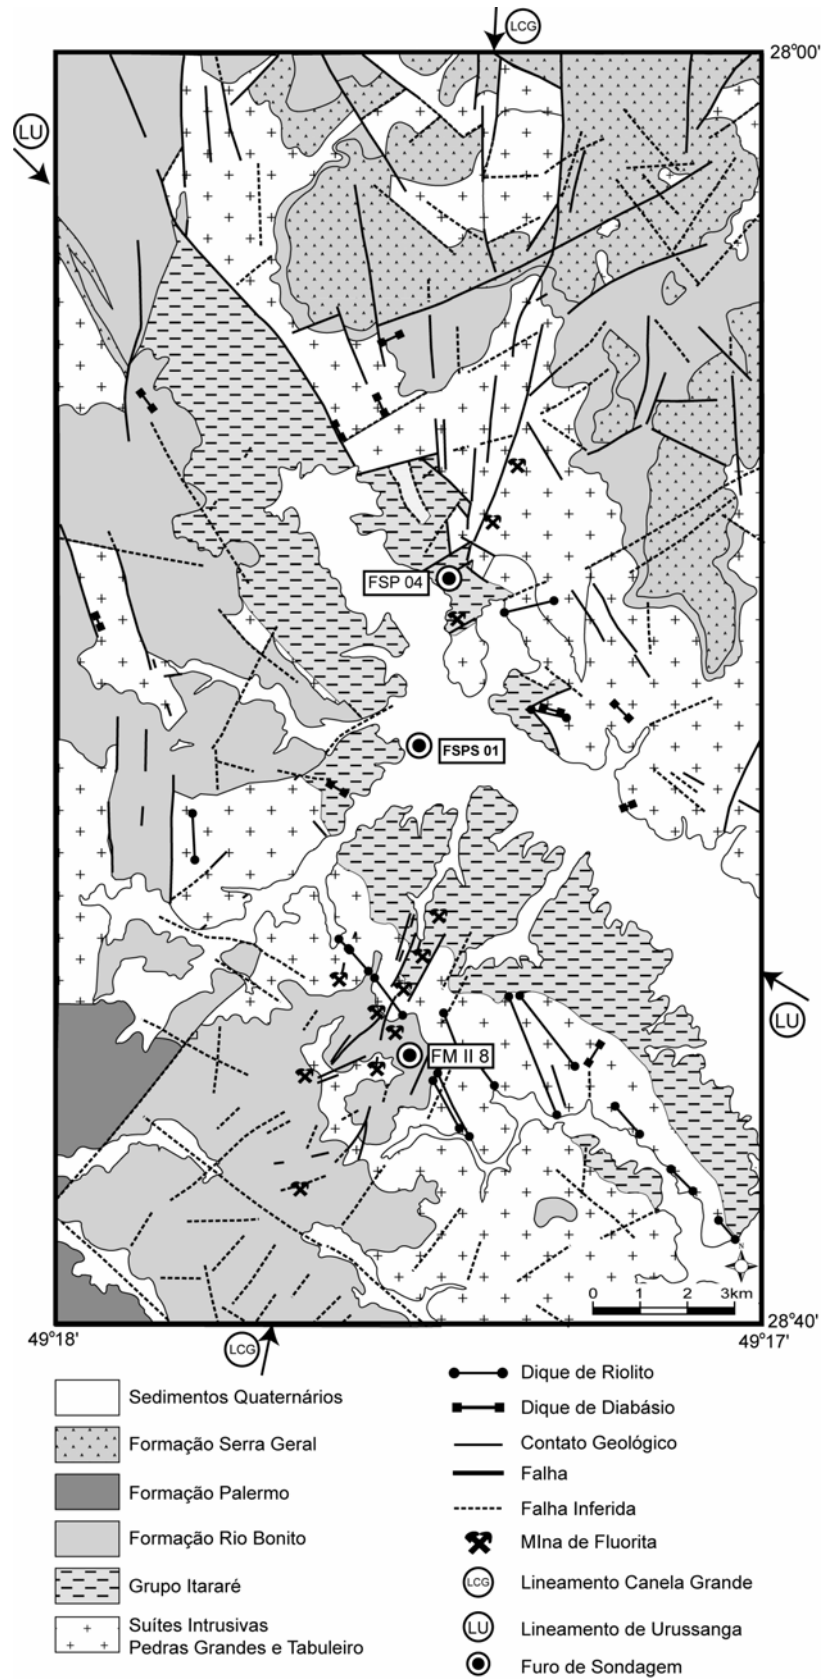 LCG
28°00'
LU
FSP 04
FSPS 01
LU
FM II 8
N
0 1 2 3km
28°40'
49°18'
LCG
49°17'
Sedimentos Quaternários
Formação Serra Geral
Formação Palermo
Formação Rio Bonito
Grupo Itararé
Suítes Intrusivas
Pedras Grandes e Tabuleiro
Dique de Riolito
Dique de Diabásio
Contato Geológico
Falha
Falha Inferida
MIna de Fluorita
LCG Lineamento Canela Grande
LU Lineamento de Urussanga
Furo de Sondagem